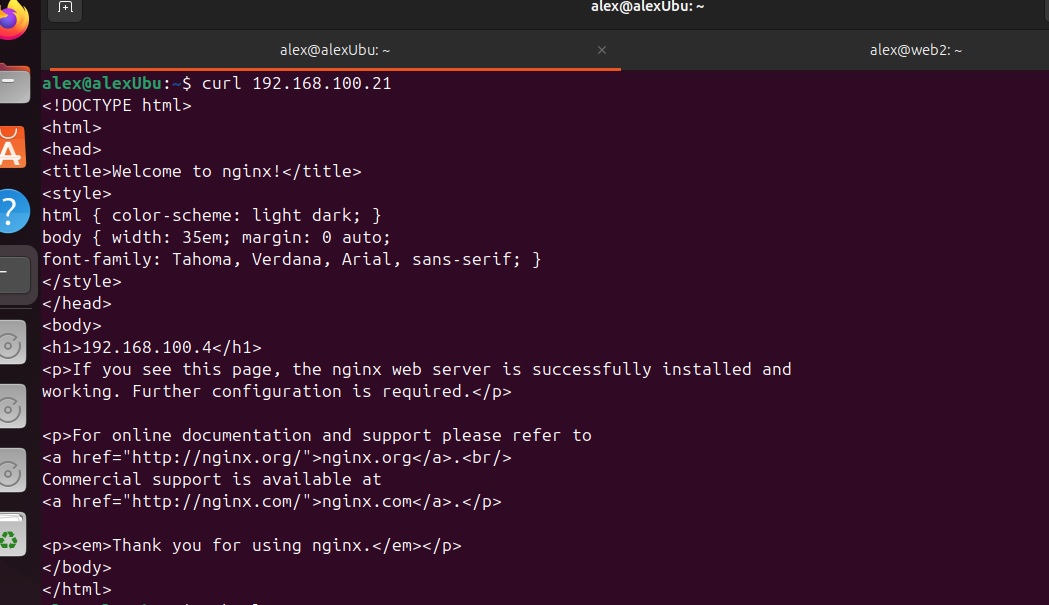 alex@alexUbu: ~
alex@alexUbu: ~ × alex@web2: ~
alex@alexUbu:~$ curl 192.168.100.21
<!DOCTYPE html>
<html>
<head>
<title>Welcome to nginx!</title>
<style>
html { color-scheme: light dark; }
body { width: 35em; margin: 0 auto;
font-family: Tahoma, Verdana, Arial, sans-serif; }
</style>
</head>
<body>
<h1>192.168.100.4</h1>
<p>If you see this page, the nginx web server is successfully installed and
working. Further configuration is required.</p>

<p>For online documentation and support please refer to
<a href="http://nginx.org/">nginx.org</a>.<br/>
Commercial support is available at
<a href="http://nginx.com/">nginx.com</a>.</p>

<p><em>Thank you for using nginx.</em></p>
</body>
</html>